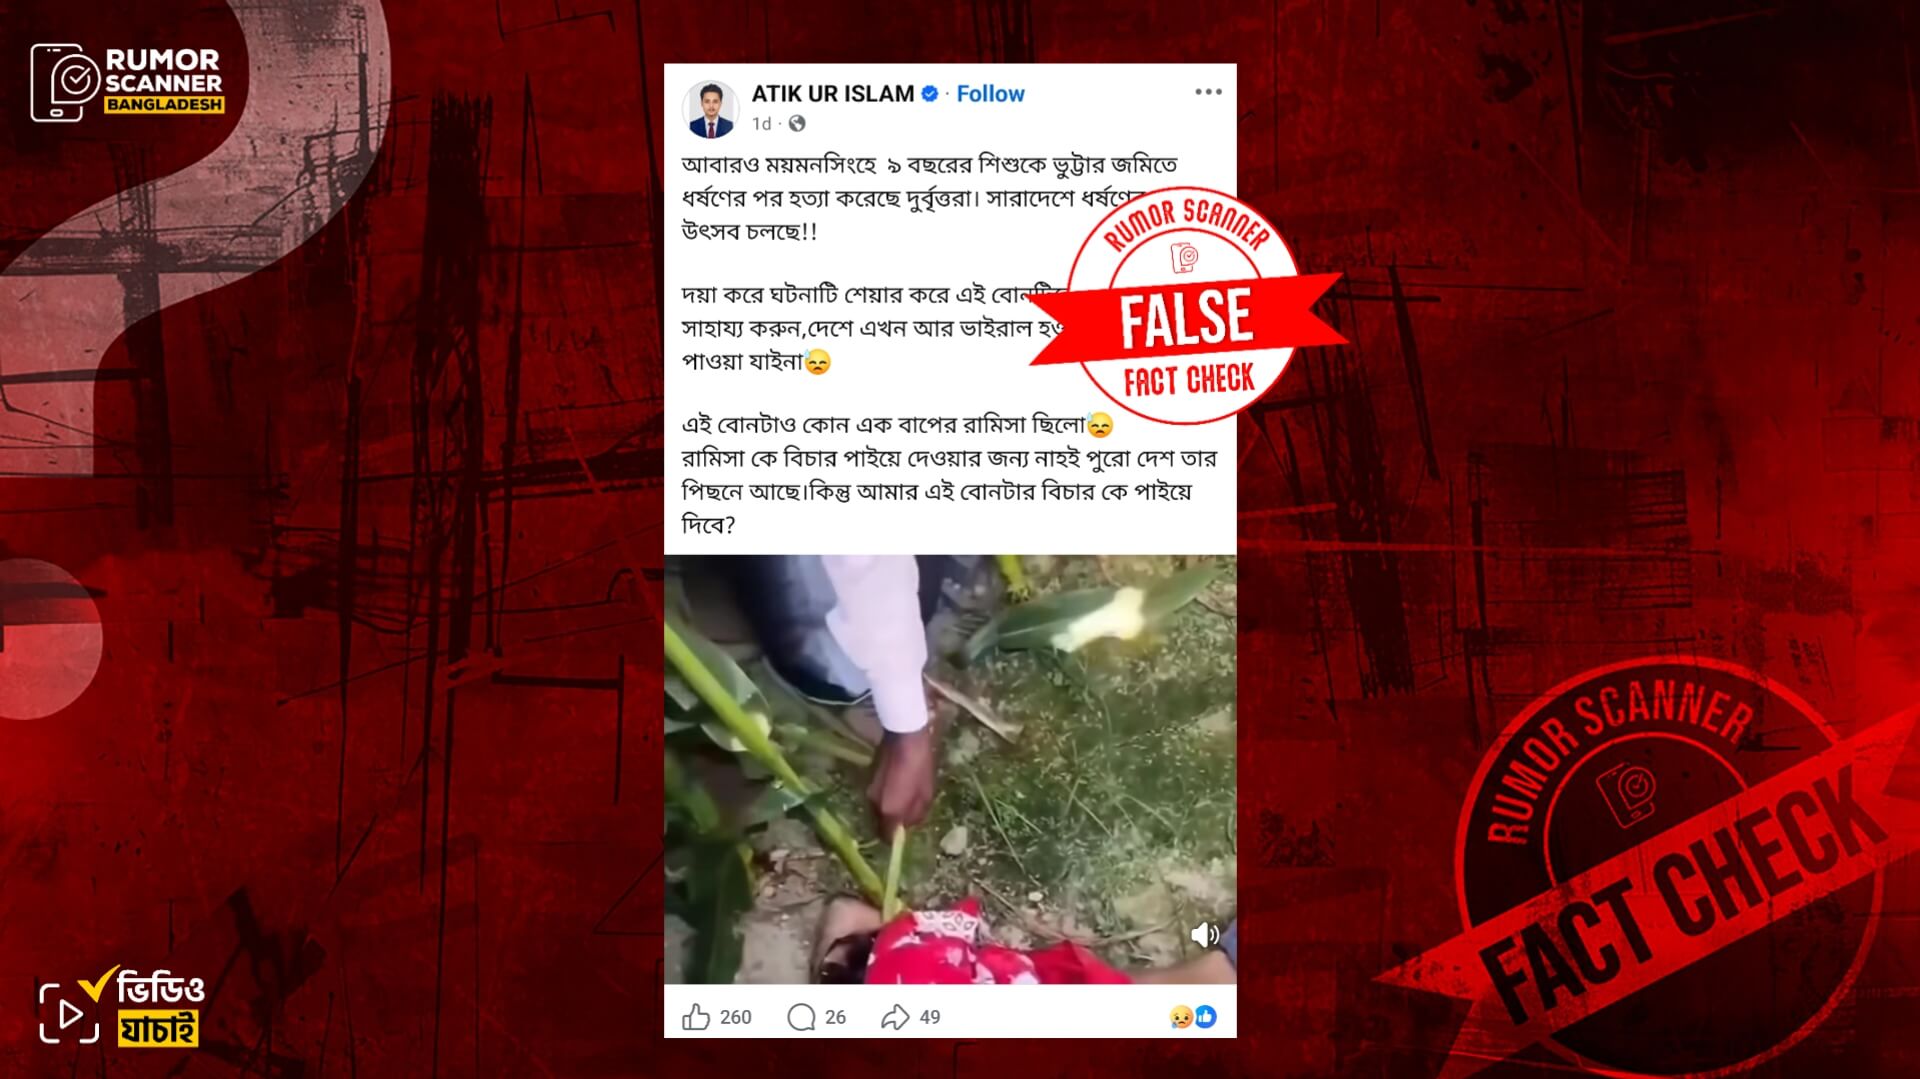 RUMOR
SCANNER
BANGLADESH
ATIK UR ISLAM · Follow
1d ·
আবারও ময়মনসিংহে ৯ বছরের শিশুকে ভুট্টার জমিতে
ধর্ষণের পর হত্যা করেছে দুর্বৃত্তরা। সারাদেশে ধর্ষণের
উৎসব চলছে!!
দয়া করে ঘটনাটি শেয়ার করে এই
সাহায্য করুন,দেশে এখন আর ভাইরাল
পাওয়া যাইনা😓
এই বোনটাও কোন এক বাপের রামিসা ছিলো😓
রামিসা কে বিচার পাইয়ে দেওয়ার জন্য নাহই পুরো দেশ তার
পিছনে আছে।কিন্তু আমার এই বোনটার বিচার কে পাইয়ে
দিবে?
RUMOR SCANNER
FALSE
FACT CHECK
260 26 49
RUMOR SCANNER
FACT CHECK
ভিডিও
যাচাই